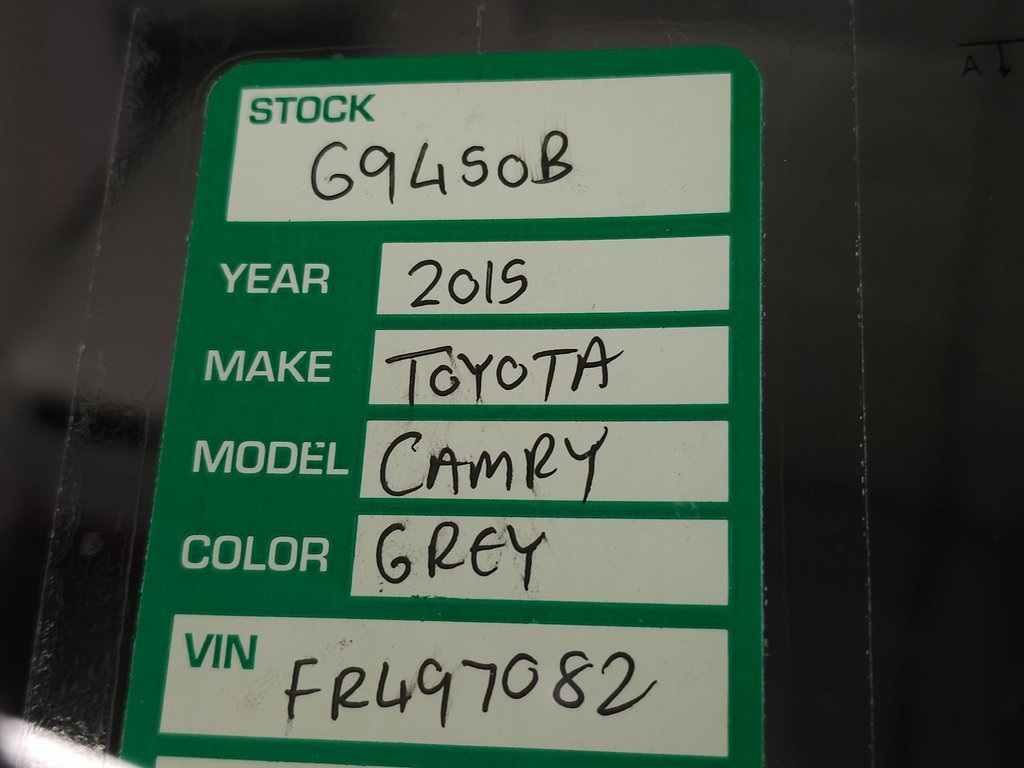 STOCK
G9450B
YEAR 2015
MAKE TOYOTA
MODEL CAMRY
COLOR GREY
VIN FR497082
A